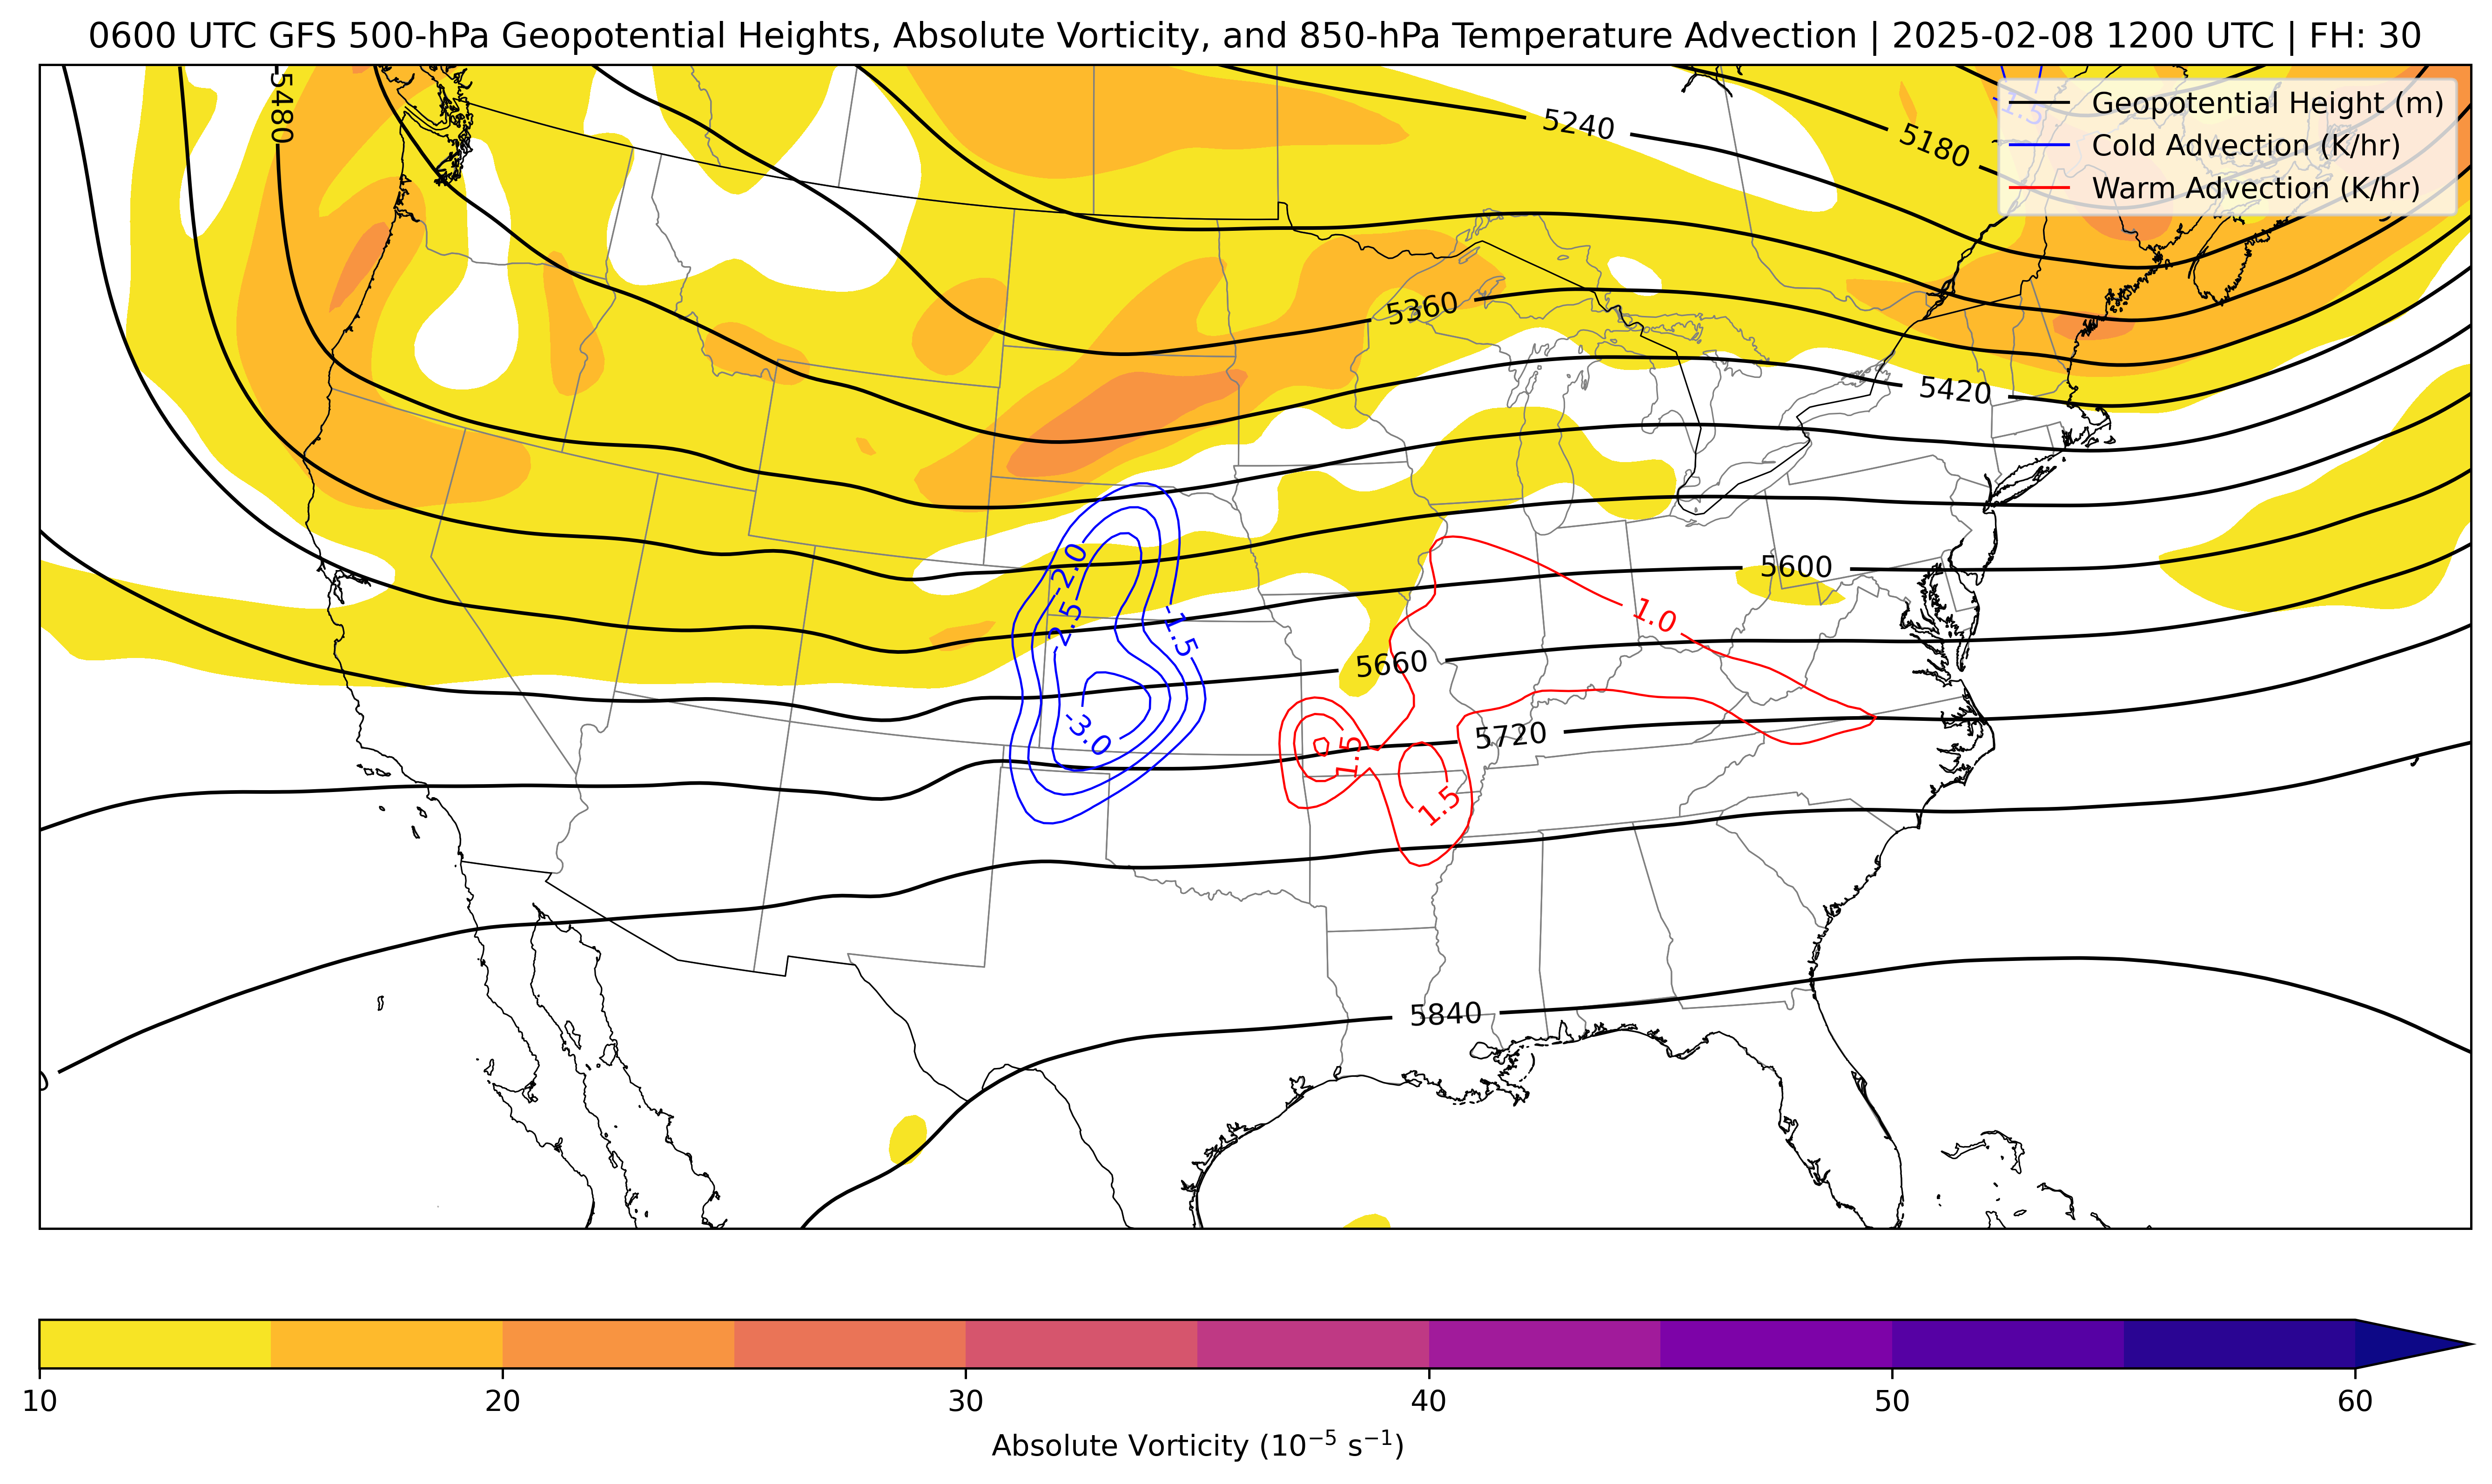 0600 UTC GFS 500-hPa Geopotential Heights, Absolute Vorticity, and 850-hPa Temperature Advection | 2025-02-08 1200 UTC | FH: 30
5480
5240
5180
-1.5
Geopotential Height (m)
Cold Advection (K/hr)
Warm Advection (K/hr)
5360
5420
-2.0
-2.5
-1.5
-3.0
5600
1.0
5660
5720
1.5
1.5
5840
10 20 30 40 50 60
Absolute Vorticity (10⁻⁵ s⁻¹)